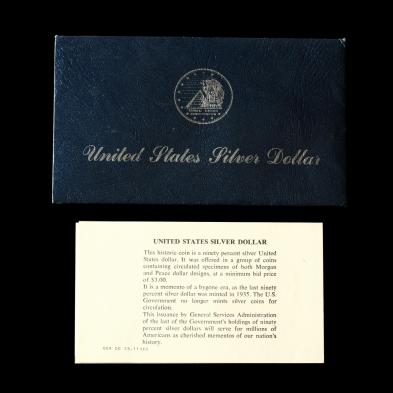 United States Silver Dollar
UNITED STATES SILVER DOLLAR
This historic coin is a ninety percent silver United
States dollar. It was offered in a group of coins
containing circulated specimens of both Morgan
and Peace dollar designs, at a minimum bid price
of $3.00.
It is a memento of a bygone era, as the last ninety
percent silver dollar was minted in 1935. The U.S.
Government no longer mints silver coins for
circulation.
This issuance by General Services Administration
of the last of the Government's holdings of ninety
percent silver dollars will serve for millions of
Americans as cherished mementos of our nation's
history.